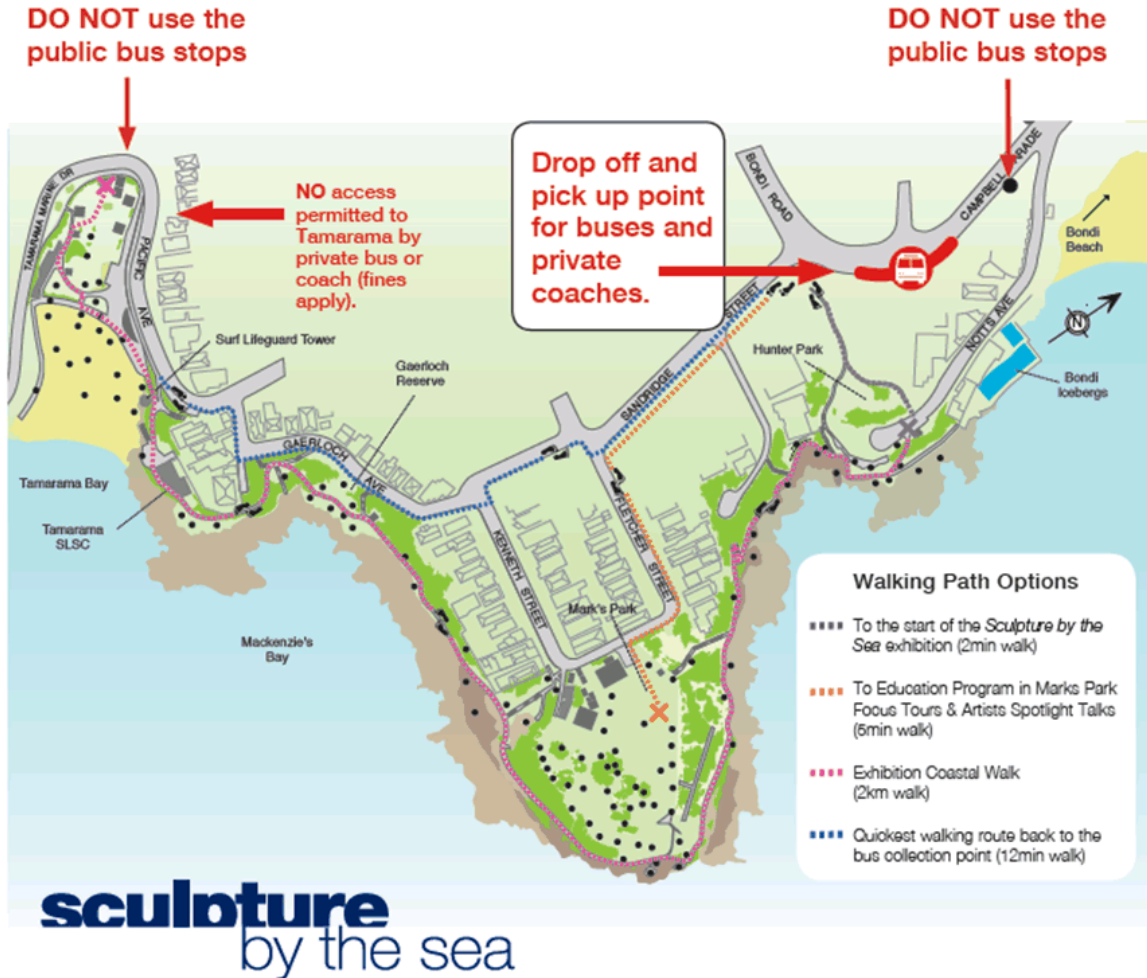 DO NOT use the
public bus stops
DO NOT use the
public bus stops
Drop off and
pick up point
for buses and
private
coaches.
NO access
permitted to
Tamarama by
private bus or
coach (fines
apply).
TAMARAMA MARINE DR
PACIFIC
AVE
BONDI ROAD
CAMPBELL
ARADE
Bondi
Beach
NOTTS AVE
N
Surf Lifeguard Tower
Gaerloch
Reserve
SANDRIDGE
STREET
Hunter Park
Bondi
Icebergs
GAERLOCH
AVE
Tamarama Bay
Tamarama
SLSC
KENNETH STREET
FLETCHER STREET
Mark's Park
Mackenzie's
Bay
Walking Path Options
To the start of the Sculpture by the
Sea exhibition (2min walk)
To Education Program in Marks Park
Focus Tours & Artists Spotlight Talks
(5min walk)
Exhibition Coastal Walk
(2km walk)
Quickest walking route back to the
bus collection point (12min walk)
sculpture
by the sea